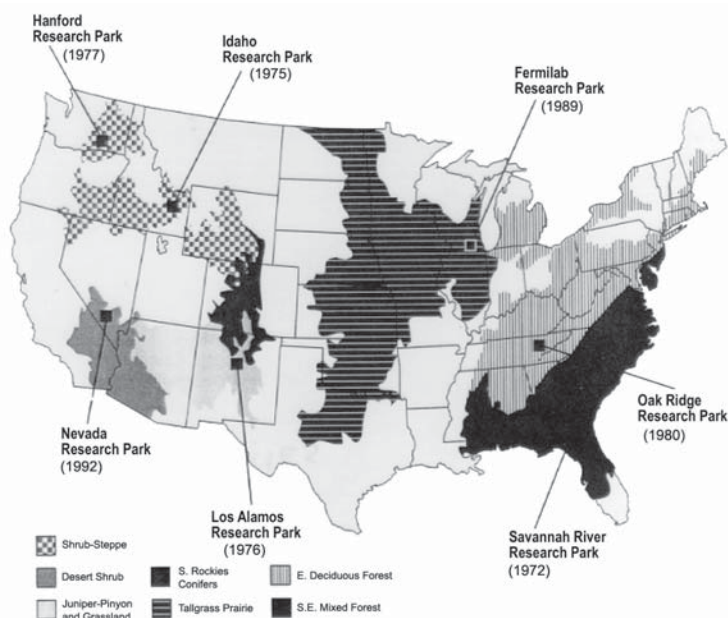 Hanford
Research Park
(1977)
Idaho
Research Park
(1975)
Fermilab
Research Park
(1989)
Nevada
Research Park
(1992)
Los Alamos
Research Park
(1976)
Oak Ridge
Research Park
(1980)
Savannah River
Research Park
(1972)
Shrub-Steppe
Desert Shrub
S. Rockies
Conifers
E. Deciduous Forest
Juniper-Pinyon
and Grassland
Tallgrass Prairie
S.E. Mixed Forest